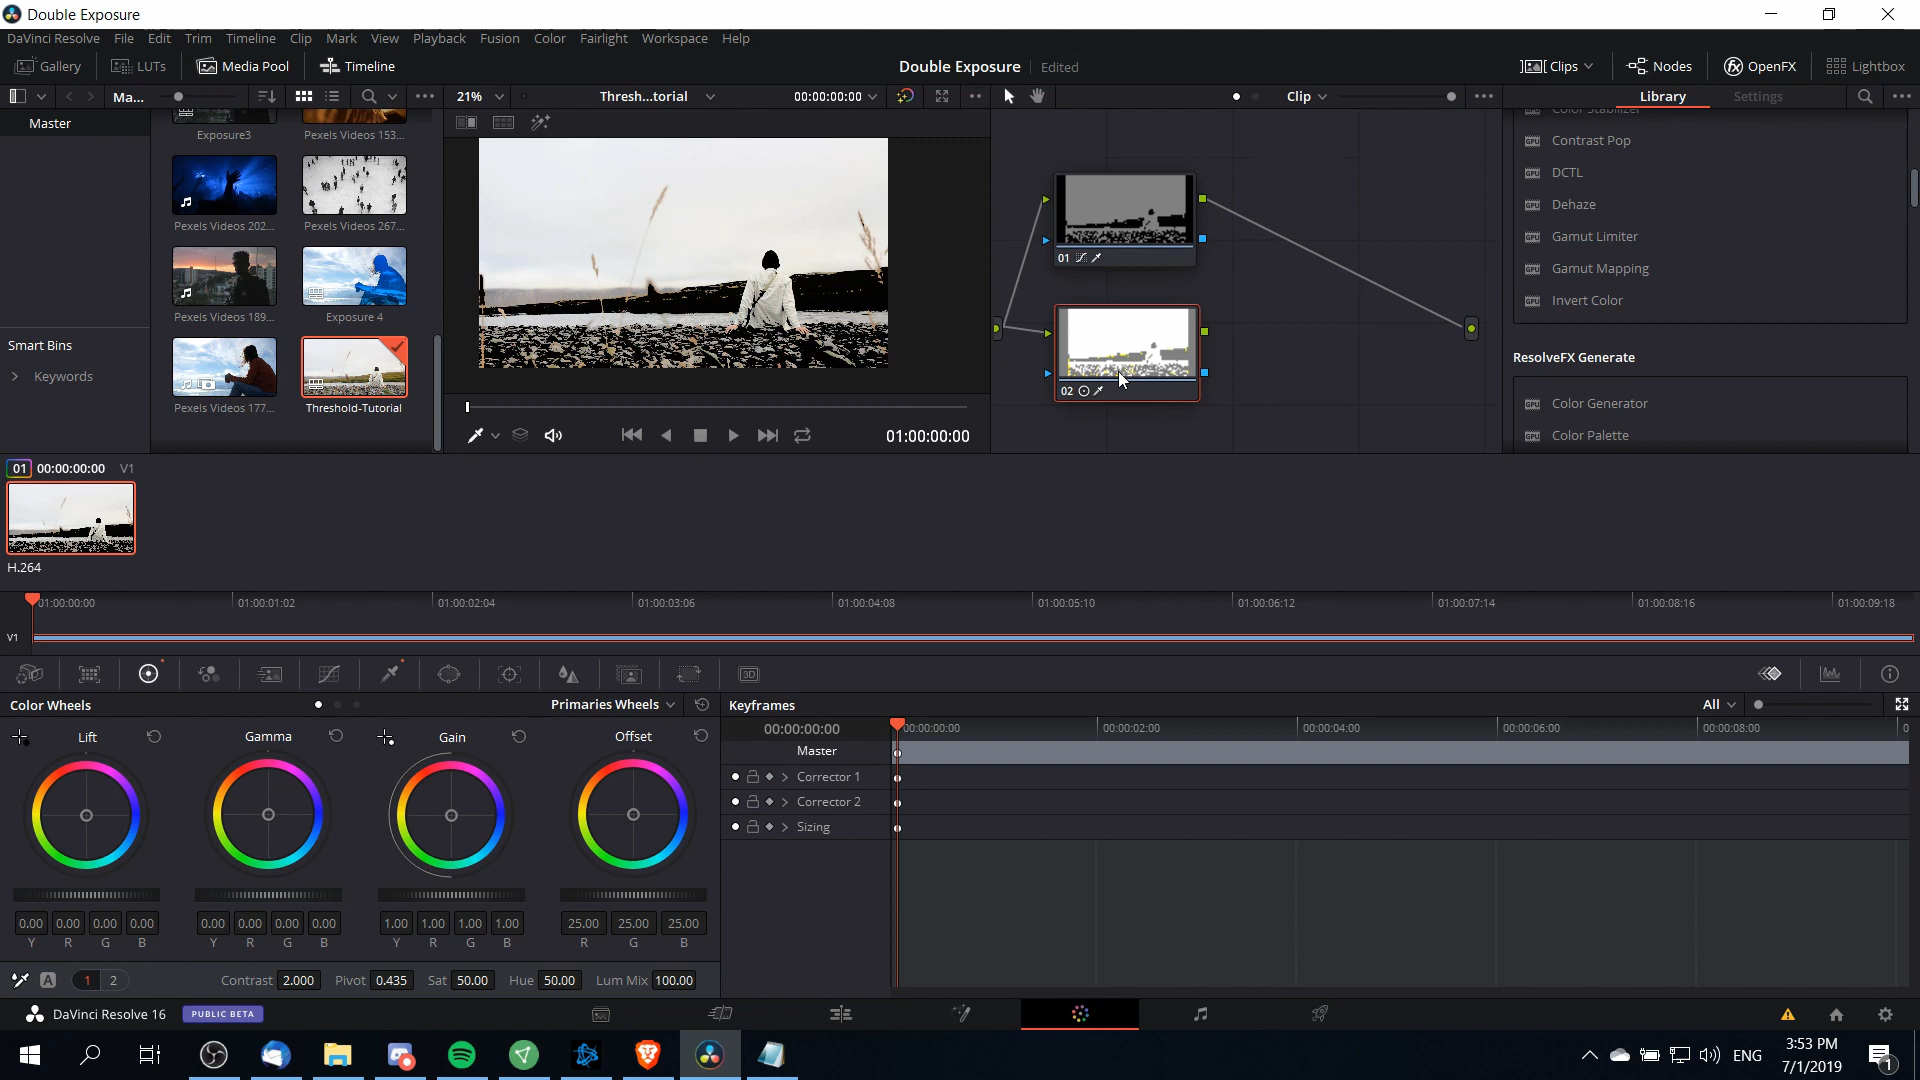 Double Exposure
DaVinci Resolve File Edit Trim Timeline Clip Mark View Playback Fusion Color Fairlight Workspace Help
Gallery LUTs Media Pool Timeline Double Exposure Edited Clips Nodes OpenFX Lightbox
Ma... 21% Thresh...torial 00:00:00:00 Clip Library Settings
Master
Exposure3 Pexels Videos 153...
Color Stabilizer
Contrast Pop
DCTL
Dehaze
Pexels Videos 202... Pexels Videos 267...
Gamut Limiter
01
Gamut Mapping
Invert Color
Pexels Videos 189... Exposure 4
Smart Bins
ResolveFX Generate
Keywords
02
Color Generator
Pexels Videos 177... Threshold-Tutorial
01:00:00:00
Color Palette
01 00:00:00:00 V1
H.264
01:00:00:00 01:00:01:02 01:00:02:04 01:00:03:06 01:00:04:08 01:00:05:10 01:00:06:12 01:00:07:14 01:00:08:16 01:00:09:18
V1
3D
Color Wheels Primaries Wheels Keyframes All
00:00:00:00 00:00:00:00 00:00:02:00 00:00:04:00 00:00:06:00 00:00:08:00 0
Lift Gamma Gain Offset
Master
Corrector 1
Corrector 2
Sizing
0.00 0.00 0.00 0.00 0.00 0.00 0.00 0.00 1.00 1.00 1.00 1.00 25.00 25.00 25.00
Y R G B Y R G B Y R G B R G B
A 1 2 Contrast 2.000 Pivot 0.435 Sat 50.00 Hue 50.00 Lum Mix 100.00
DaVinci Resolve 16 PUBLIC BETA
ENG 3:53 PM
7/1/2019 1